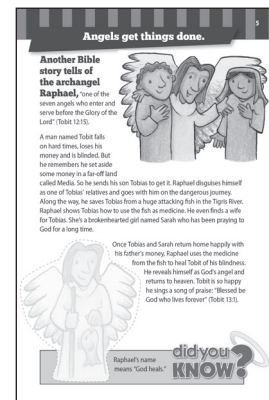 5
Angels get things done.
Another Bible
story tells of
the archangel
Raphael, "one of the
seven angels who enter and
serve before the Glory of the
Lord" (Tobit 12:15).
A man named Tobit falls
on hard times, loses his
money and is blinded. But
he remembers he set aside
some money in a far-off land
called Media. So he sends his son Tobias to get it. Raphael disguises himself
as one of Tobias' relatives and goes with him on the dangerous journey.
Along the way, he saves Tobias from a huge attacking fish in the Tigris River.
Raphael shows Tobias how to use the fish as medicine. He even finds a wife
for Tobias. She's a brokenhearted girl named Sarah who has been praying to
God for a long time.
Once Tobias and Sarah return home happily with
his father's money, Raphael uses the medicine
from the fish to heal Tobit of his blindness.
He reveals himself as God's angel and
returns to heaven. Tobit is so happy
he sings a song of praise: "Blessed be
God who lives forever" (Tobit 13:1).
Raphael's name
means "God heals."
did you
KNOW?